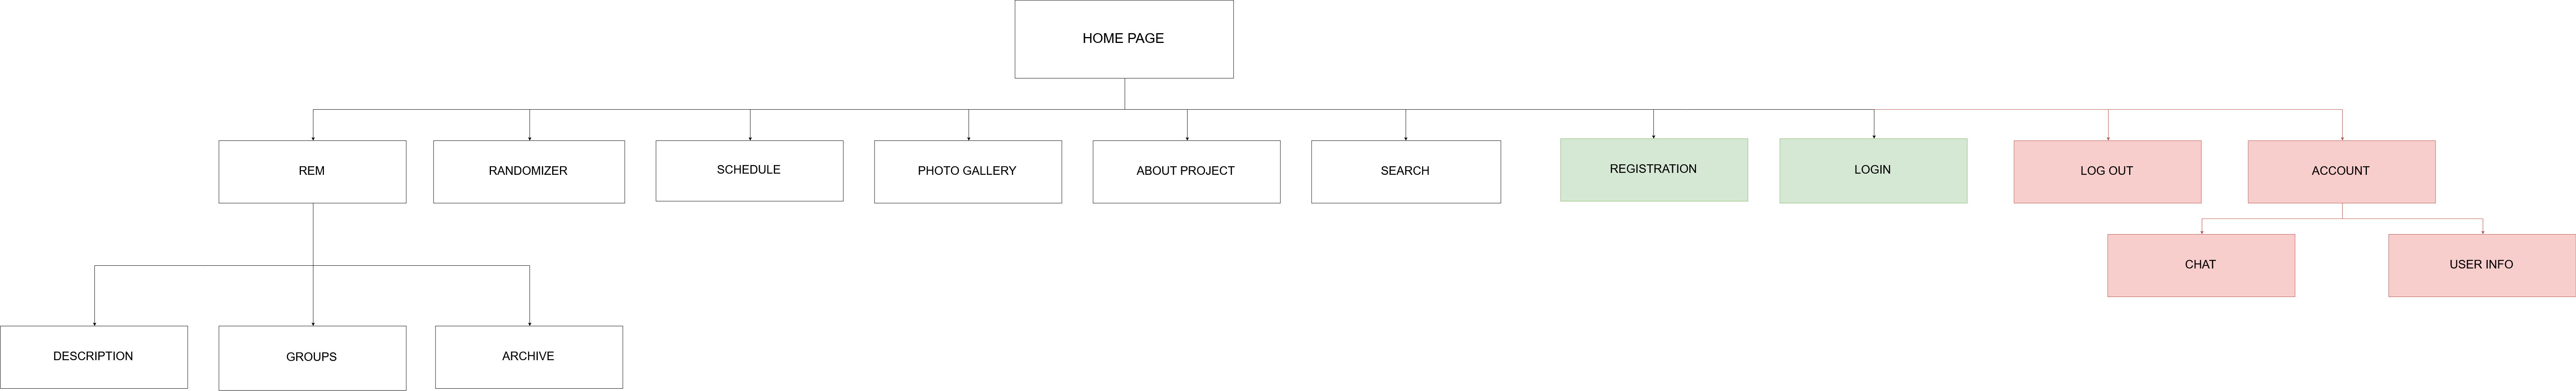 HOME PAGE
REM
RANDOMIZER
SCHEDULE
PHOTO GALLERY
ABOUT PROJECT
SEARCH
REGISTRATION
LOGIN
LOG OUT
ACCOUNT
CHAT
USER INFO
DESCRIPTION
GROUPS
ARCHIVE